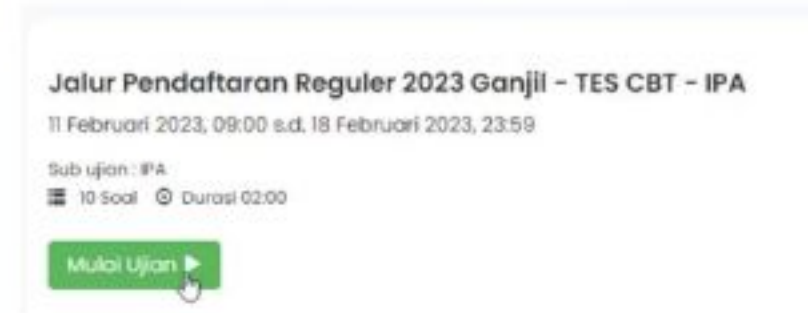 Jalur Pendaftaran Reguler 2023 Ganjil - TES CBT - IPA
11 Februari 2023, 09:00 s.d. 18 Februari 2023, 23:59
Sub ujian : IPA
10 Soal Durasi 02:00
Mulai Ujian